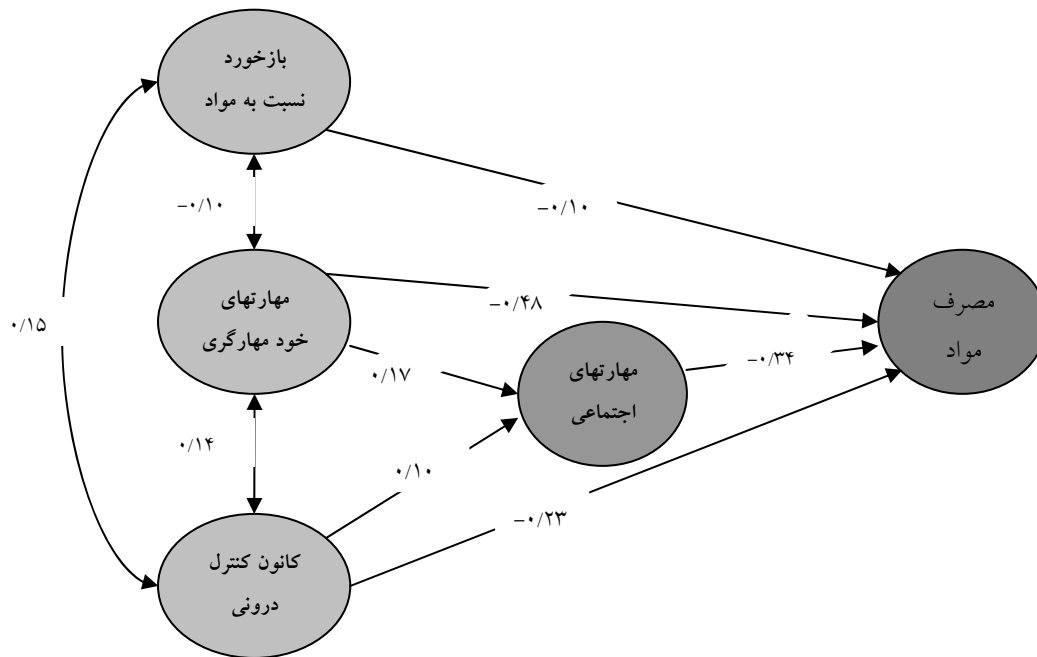 بازخورد
نسبت به مواد
−۰/۱۰
−۰/۱۰
مهارتهای
خود مهارگری
−۰/۴۸
مصرف
مواد
۰/۱۵
۰/۱۷
مهارتهای
اجتماعی
−۰/۳۴
۰/۱۴
۰/۱۰
−۰/۲۳
کانون کنترل
درونی